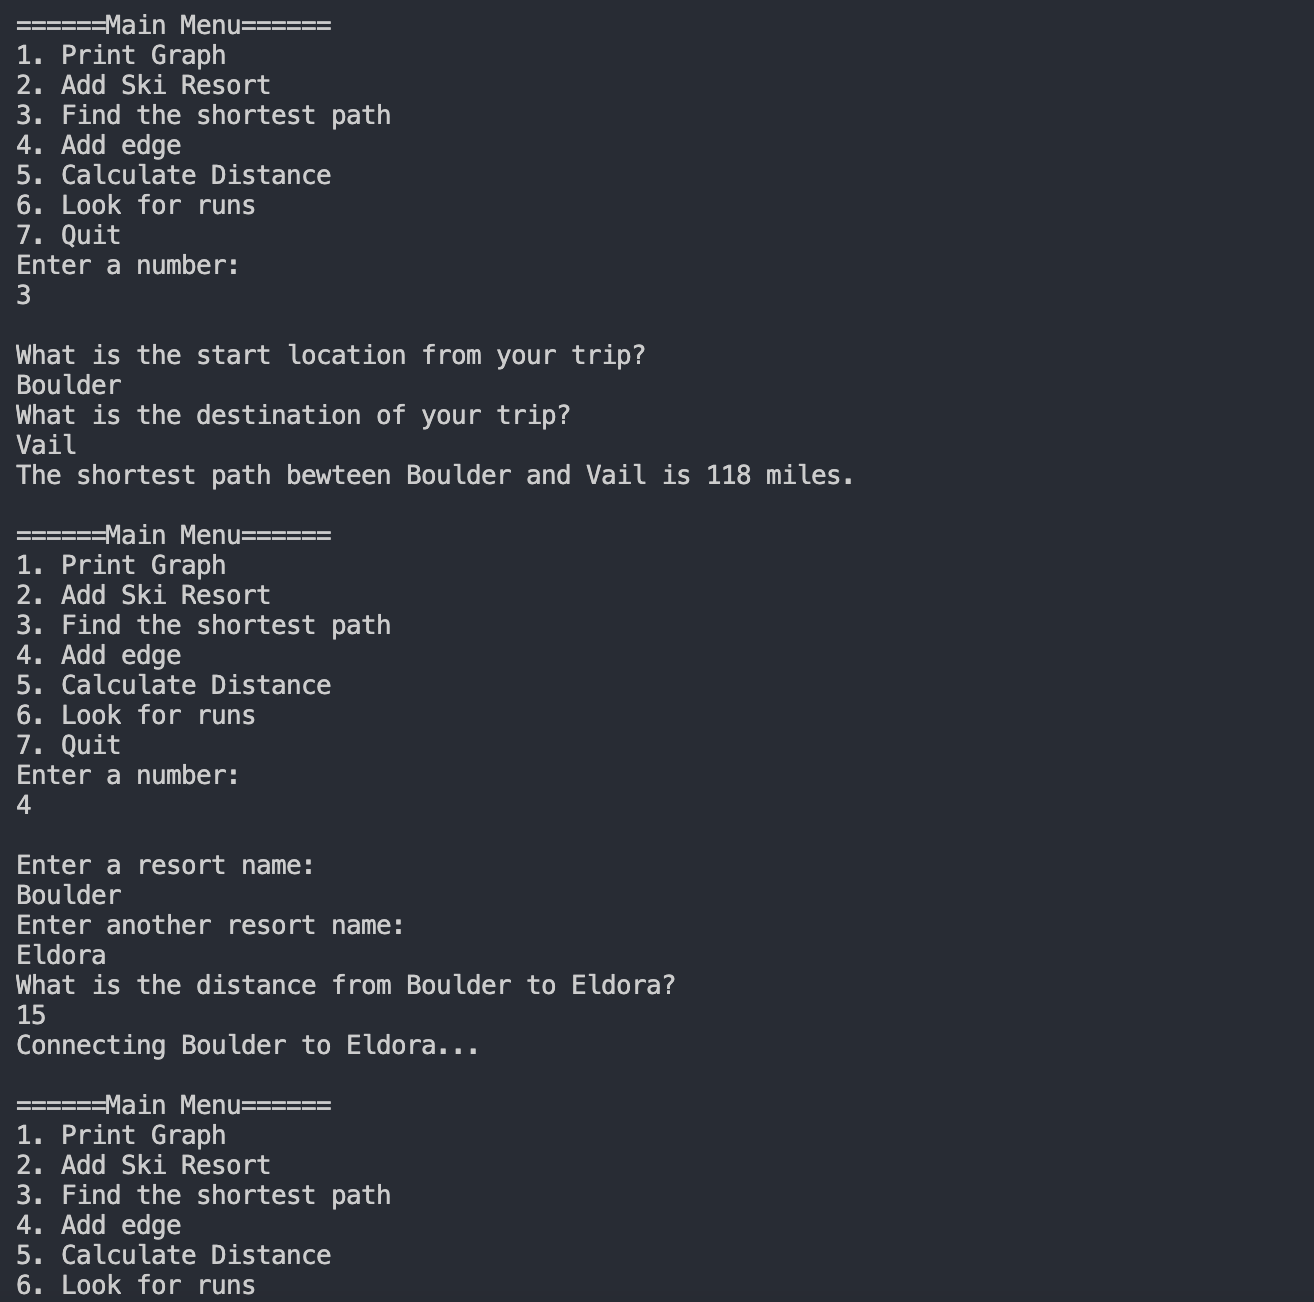 ======Main Menu======
1. Print Graph
2. Add Ski Resort
3. Find the shortest path
4. Add edge
5. Calculate Distance
6. Look for runs
7. Quit
Enter a number:
3

What is the start location from your trip?
Boulder
What is the destination of your trip?
Vail
The shortest path bewteen Boulder and Vail is 118 miles.

======Main Menu======
1. Print Graph
2. Add Ski Resort
3. Find the shortest path
4. Add edge
5. Calculate Distance
6. Look for runs
7. Quit
Enter a number:
4

Enter a resort name:
Boulder
Enter another resort name:
Eldora
What is the distance from Boulder to Eldora?
15
Connecting Boulder to Eldora...

======Main Menu======
1. Print Graph
2. Add Ski Resort
3. Find the shortest path
4. Add edge
5. Calculate Distance
6. Look for runs